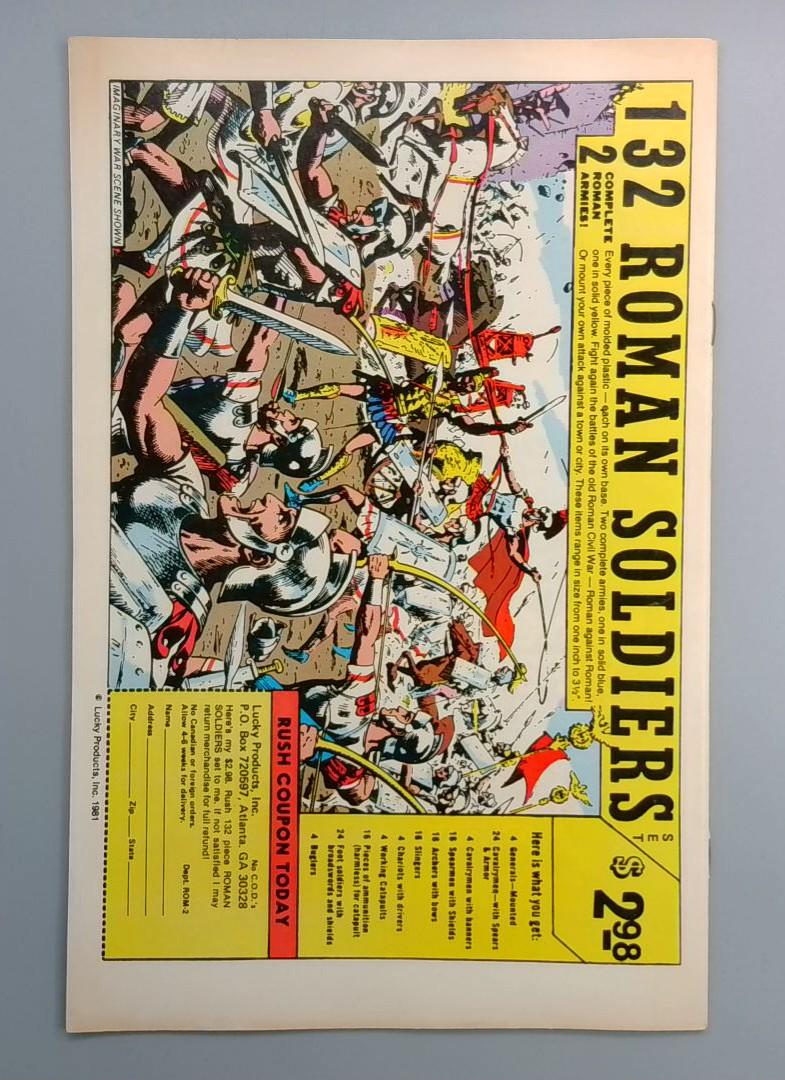 132 ROMAN SOLDIERS
SET
$2.98
2 COMPLETE
ROMAN
ARMIES!
Every piece of molded plastic — each on its own base. Two complete armies, one in solid blue,
one in solid yellow. Fight again the battles of the old Roman Civil War — Roman against Roman!
Or mount your own attack against a town or city. These items range in size from one inch to 3½"
Here is what you get:
4 Generals—Mounted
24 Cavalrymen—with Spears
& Armor
4 Cavalrymen with banners
16 Spearmen with Shields
16 Archers with bows
16 Slingers
4 Chariots with drivers
4 Working Catapults
16 Pieces of ammunition
(harmless) for catapult
24 Foot soldiers with
broadswords and shields
4 Buglers
RUSH COUPON TODAY
Lucky Products, Inc. No C.O.D.'s
P.O. Box 720597, Atlanta, GA 30328
Here's my $2.98. Rush 132 piece ROMAN
SOLDIERS set to me. If not satisfied I may
return merchandise for full refund!
No Canadian or foreign orders.
Allow 4-6 weeks for delivery. Dept. ROM-2
Name
Address
City Zip State
IMAGINARY WAR SCENE SHOWN
© Lucky Products, Inc. 1981